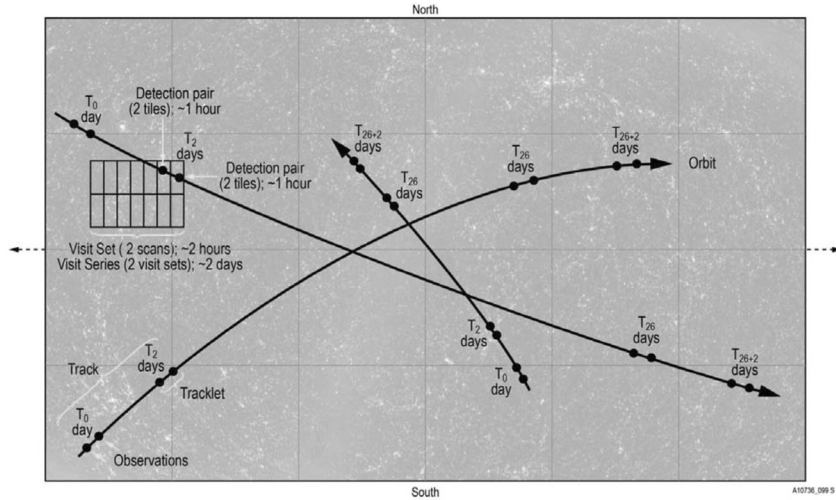 North
T0
day
Detection pair
(2 tiles); ~1 hour
T2
days
Detection pair
(2 tiles); ~1 hour
Visit Set ( 2 scans); ~2 hours
Visit Series (2 visit sets); ~2 days
T26+2
days
T26
days
T26
days
T26+2
days
Orbit
Track
T2
days
Tracklet
T0
day
Observations
T2
days
T0
day
T26
days
T26+2
days
South
A10736_099 5